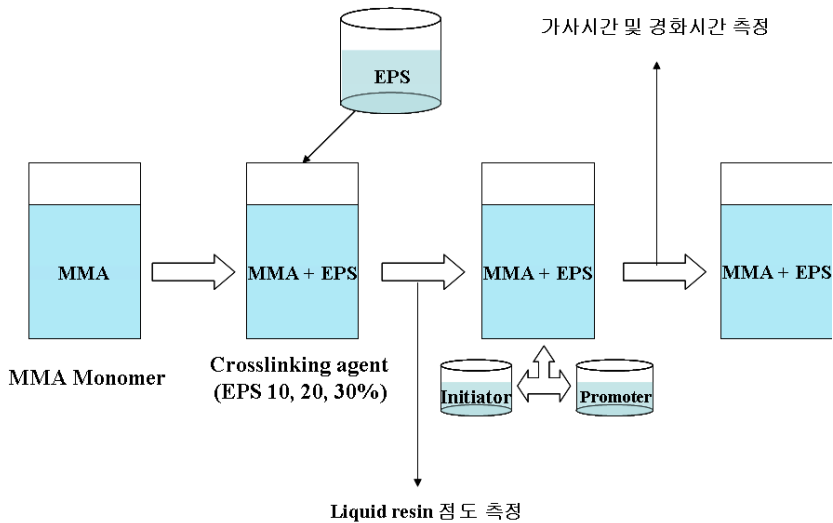 가사시간 및 경화시간 측정
EPS
MMA
MMA + EPS
MMA + EPS
MMA + EPS
MMA Monomer
Crosslinking agent
(EPS 10, 20, 30%)
Initiator
Promoter
Liquid resin 점도 측정